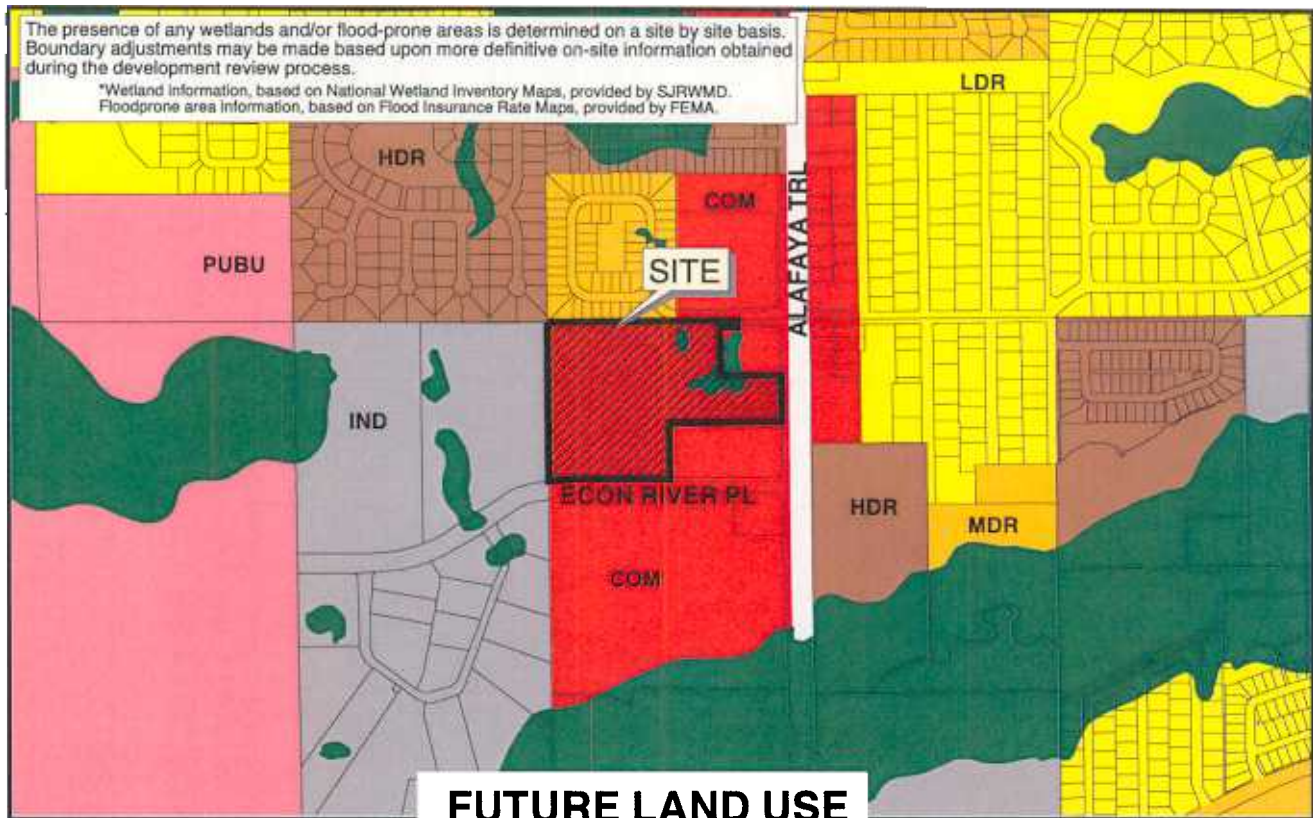 The presence of any wetlands and/or flood-prone areas is determined on a site by site basis.
Boundary adjustments may be made based upon more definitive on-site information obtained
during the development review process.
*Wetland information, based on National Wetland Inventory Maps, provided by SJRWMD.
Floodprone area information, based on Flood Insurance Rate Maps, provided by FEMA.
LDR
HDR
COM
ALAFAYA TRL
PUBU
SITE
IND
ECON RIVER PL
HDR
MDR
COM
FUTURE LAND USE